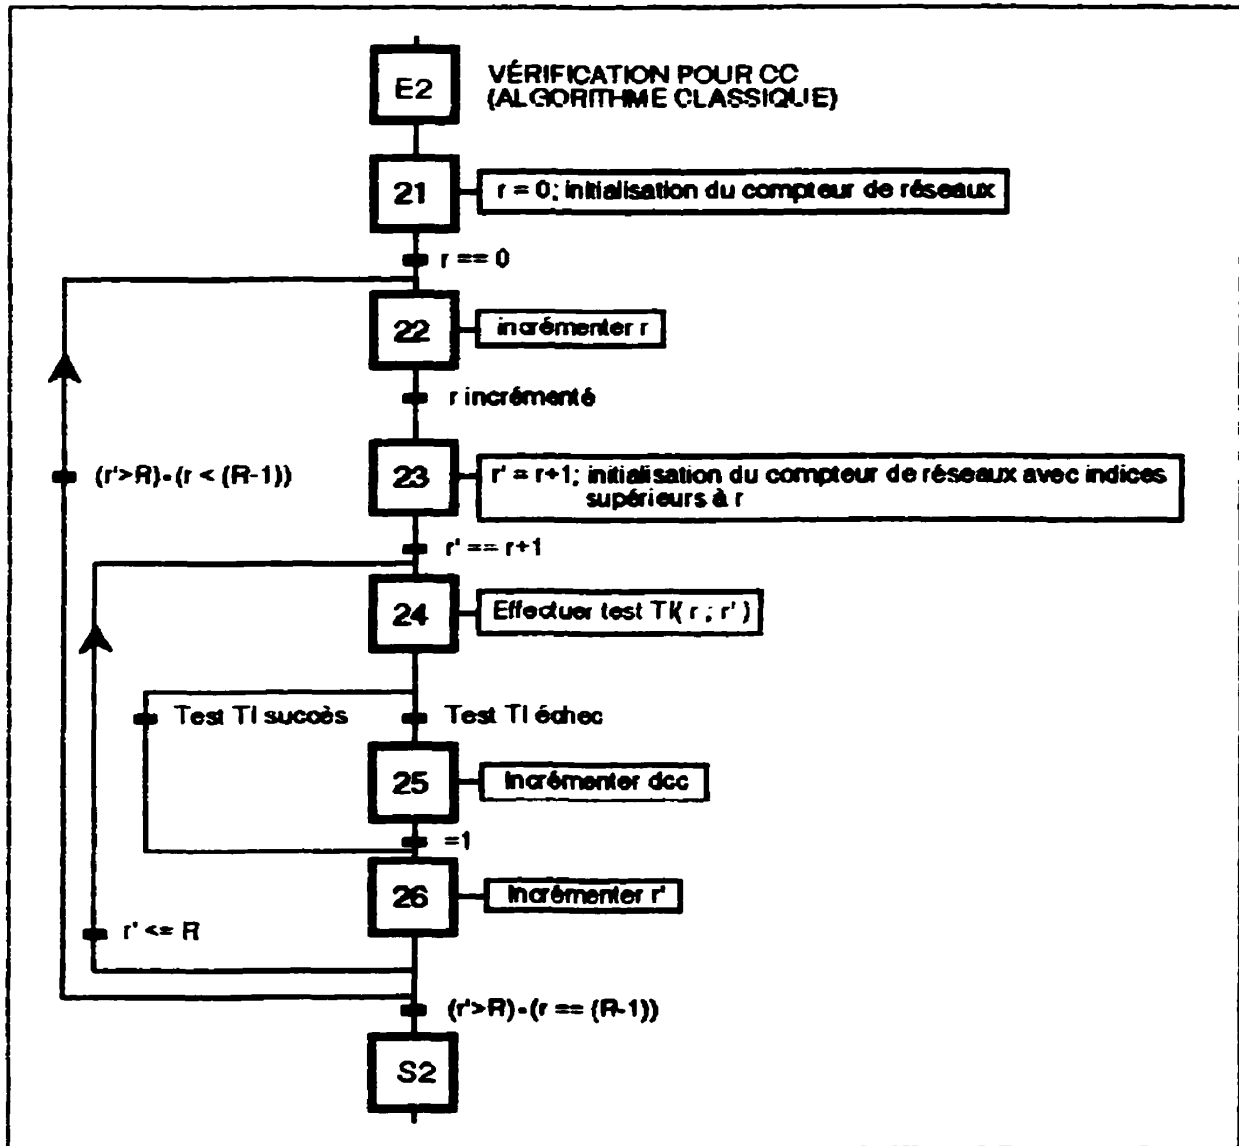 E2
VÉRIFICATION POUR CC
(ALGORITHME CLASSIQUE)
21
r = 0; initialisation du compteur de réseaux
r == 0
22
incrémenter r
r incrémenté
(r'>R)•(r < (R-1))
23
r' = r+1; initialisation du compteur de réseaux avec indices
supérieurs à r
r' == r+1
24
Effectuer test TI( r ; r' )
Test TI succès
Test TI échec
25
Incrémenter dcc
=1
26
Incrémenter r'
r' <= R
(r'>R)•(r == (R-1))
S2